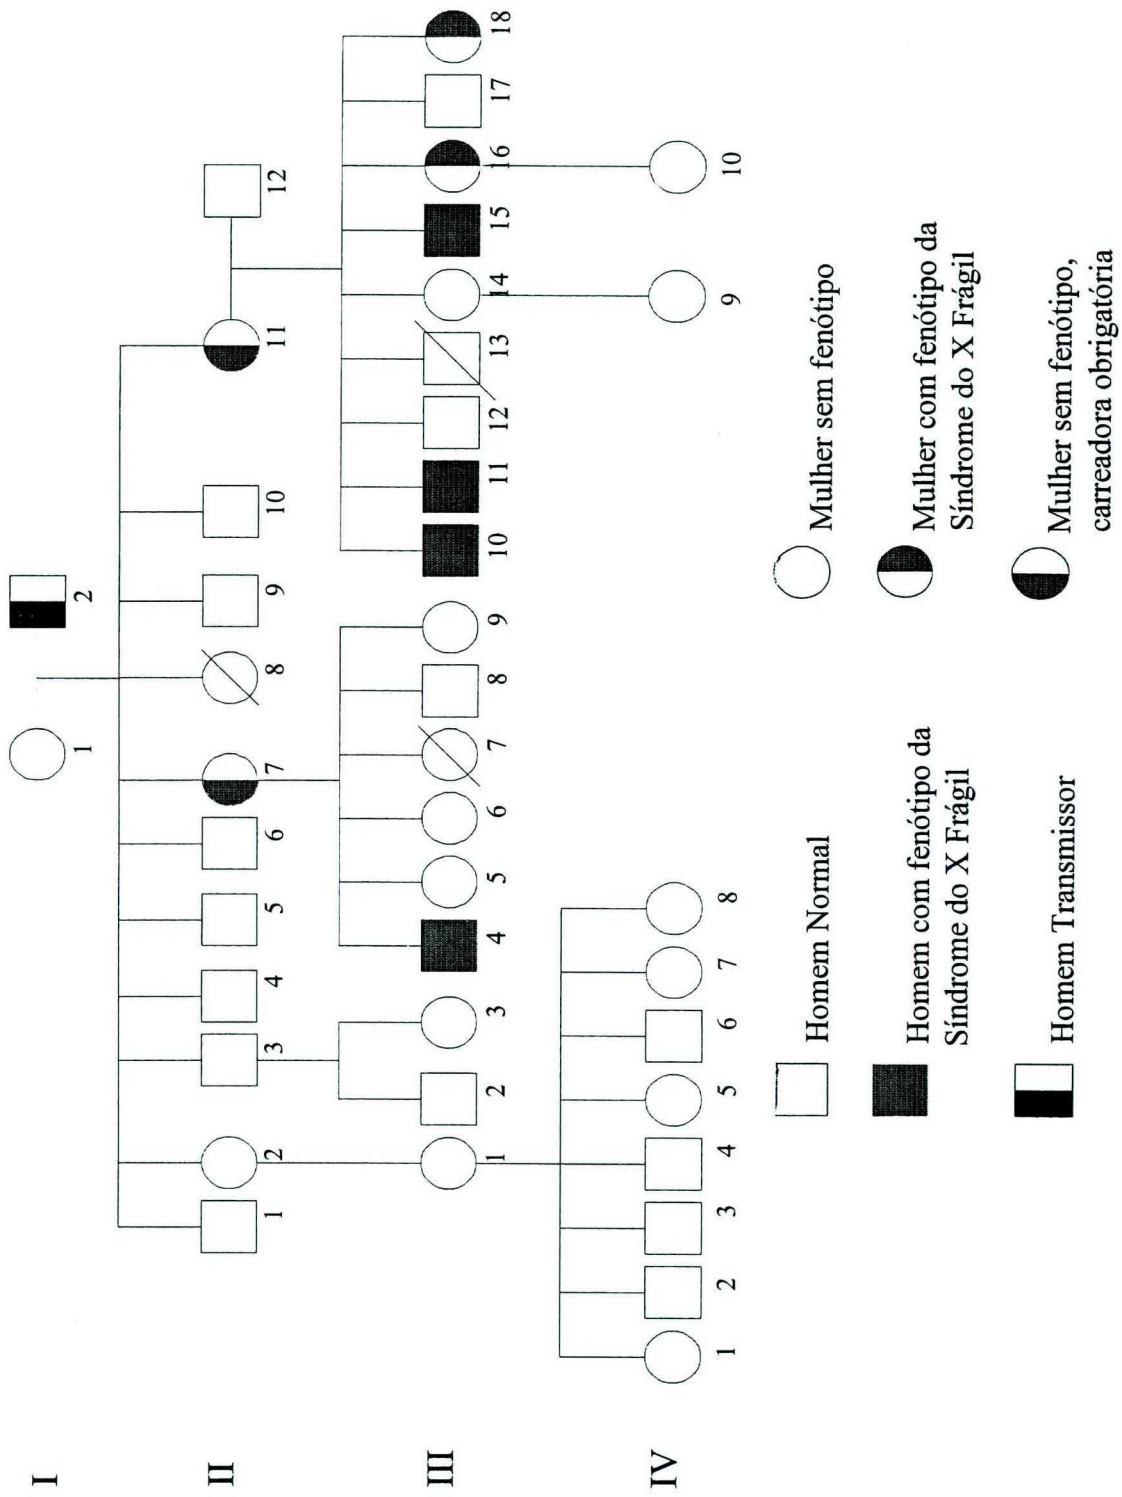 I
1 2
II
1 2 3 4 5 6 7 8 9 10 11 12
III
1 2 3 4 5 6 7 8 9 10 11 12 13 14 15 16 17 18
IV
1 2 3 4 5 6 7 8 9 10
Homem Normal
Homem com fenótipo da
Síndrome do X Frágil
Homem Transmissor
Mulher sem fenótipo
Mulher com fenótipo da
Síndrome do X Frágil
Mulher sem fenótipo,
carreadora obrigatória